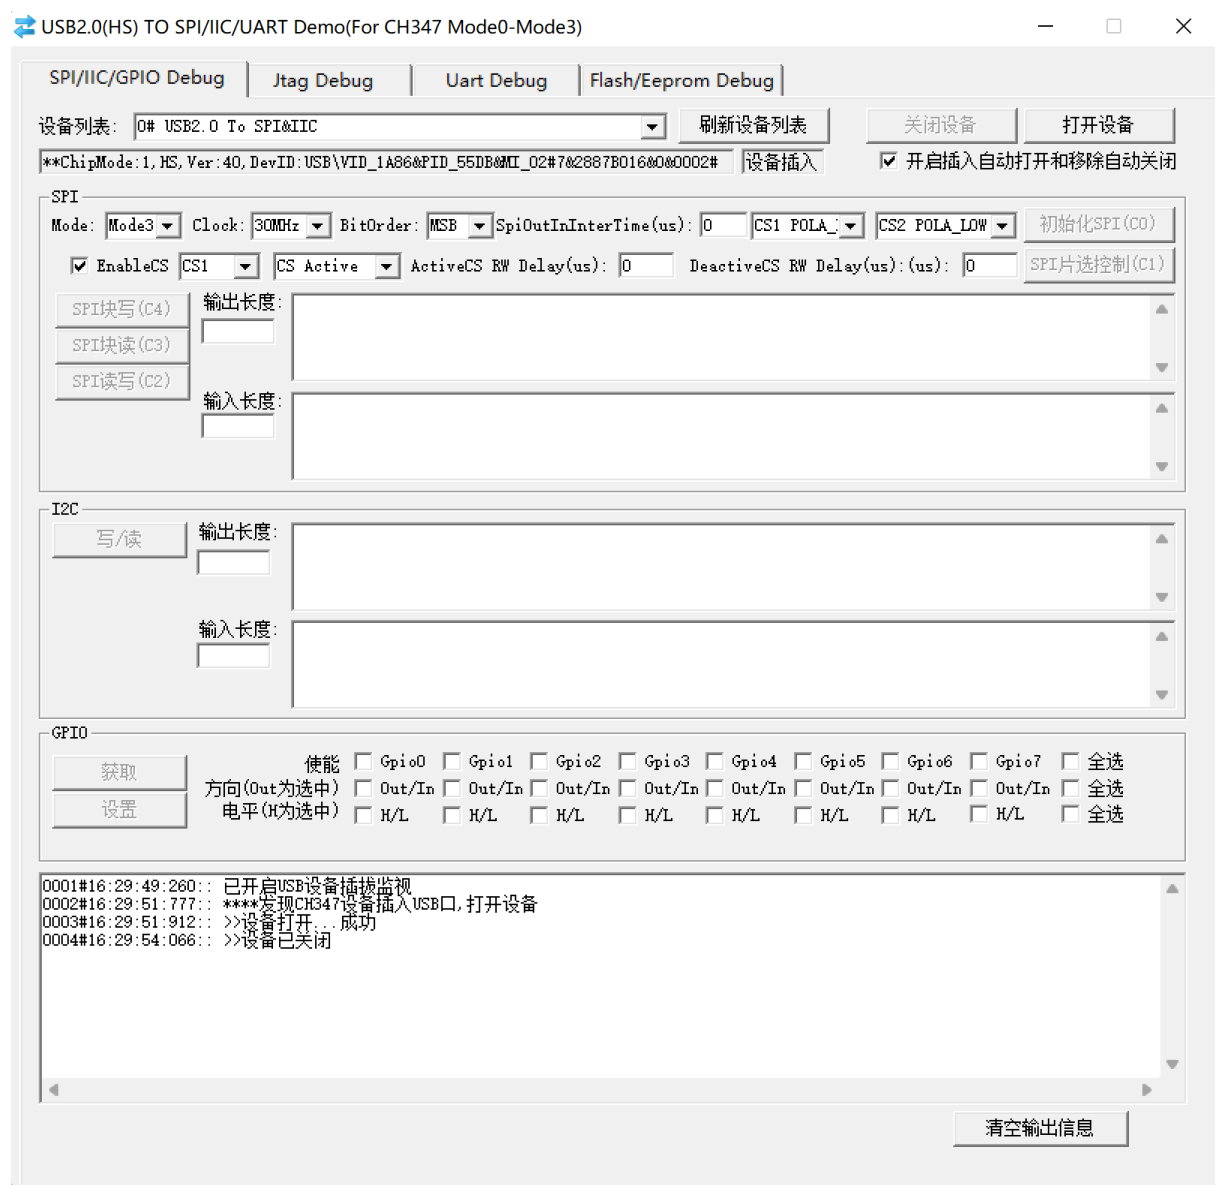 USB2.0(HS) TO SPI/IIC/UART Demo(For CH347 Mode0-Mode3)
SPI/IIC/GPIO Debug Jtag Debug Uart Debug Flash/Eeprom Debug
设备列表: 0# USB2.0 To SPI&IIC 刷新设备列表 关闭设备 打开设备
**ChipMode:1,HS,Ver:40,DevID:USB\VID_1A86&PID_55DB&MI_02#7&2887B016&0&0002# 设备插入 开启插入自动打开和移除自动关闭
SPI
Mode: Mode3 Clock: 30MHz BitOrder: MSB SpiOutInInterTime(us): 0 CS1 POLA_ CS2 POLA_LOW 初始化SPI(C0)
EnableCS CS1 CS Active ActiveCS RW Delay(us): 0 DeactiveCS RW Delay(us):(us): 0 SPI片选控制(C1)
SPI块写(C4) 输出长度:
SPI块读(C3)
SPI读写(C2)
输入长度:
I2C
写/读 输出长度:
输入长度:
GPIO
使能 Gpio0 Gpio1 Gpio2 Gpio3 Gpio4 Gpio5 Gpio6 Gpio7 全选
获取
方向(Out为选中) Out/In Out/In Out/In Out/In Out/In Out/In Out/In Out/In 全选
设置
电平(H为选中) H/L H/L H/L H/L H/L H/L H/L H/L 全选
0001#16:29:49:260:: 已开启USB设备插拔监视
0002#16:29:51:777:: ****发现CH347设备插入USB口,打开设备
0003#16:29:51:912:: >>设备打开...成功
0004#16:29:54:066:: >>设备已关闭
清空输出信息